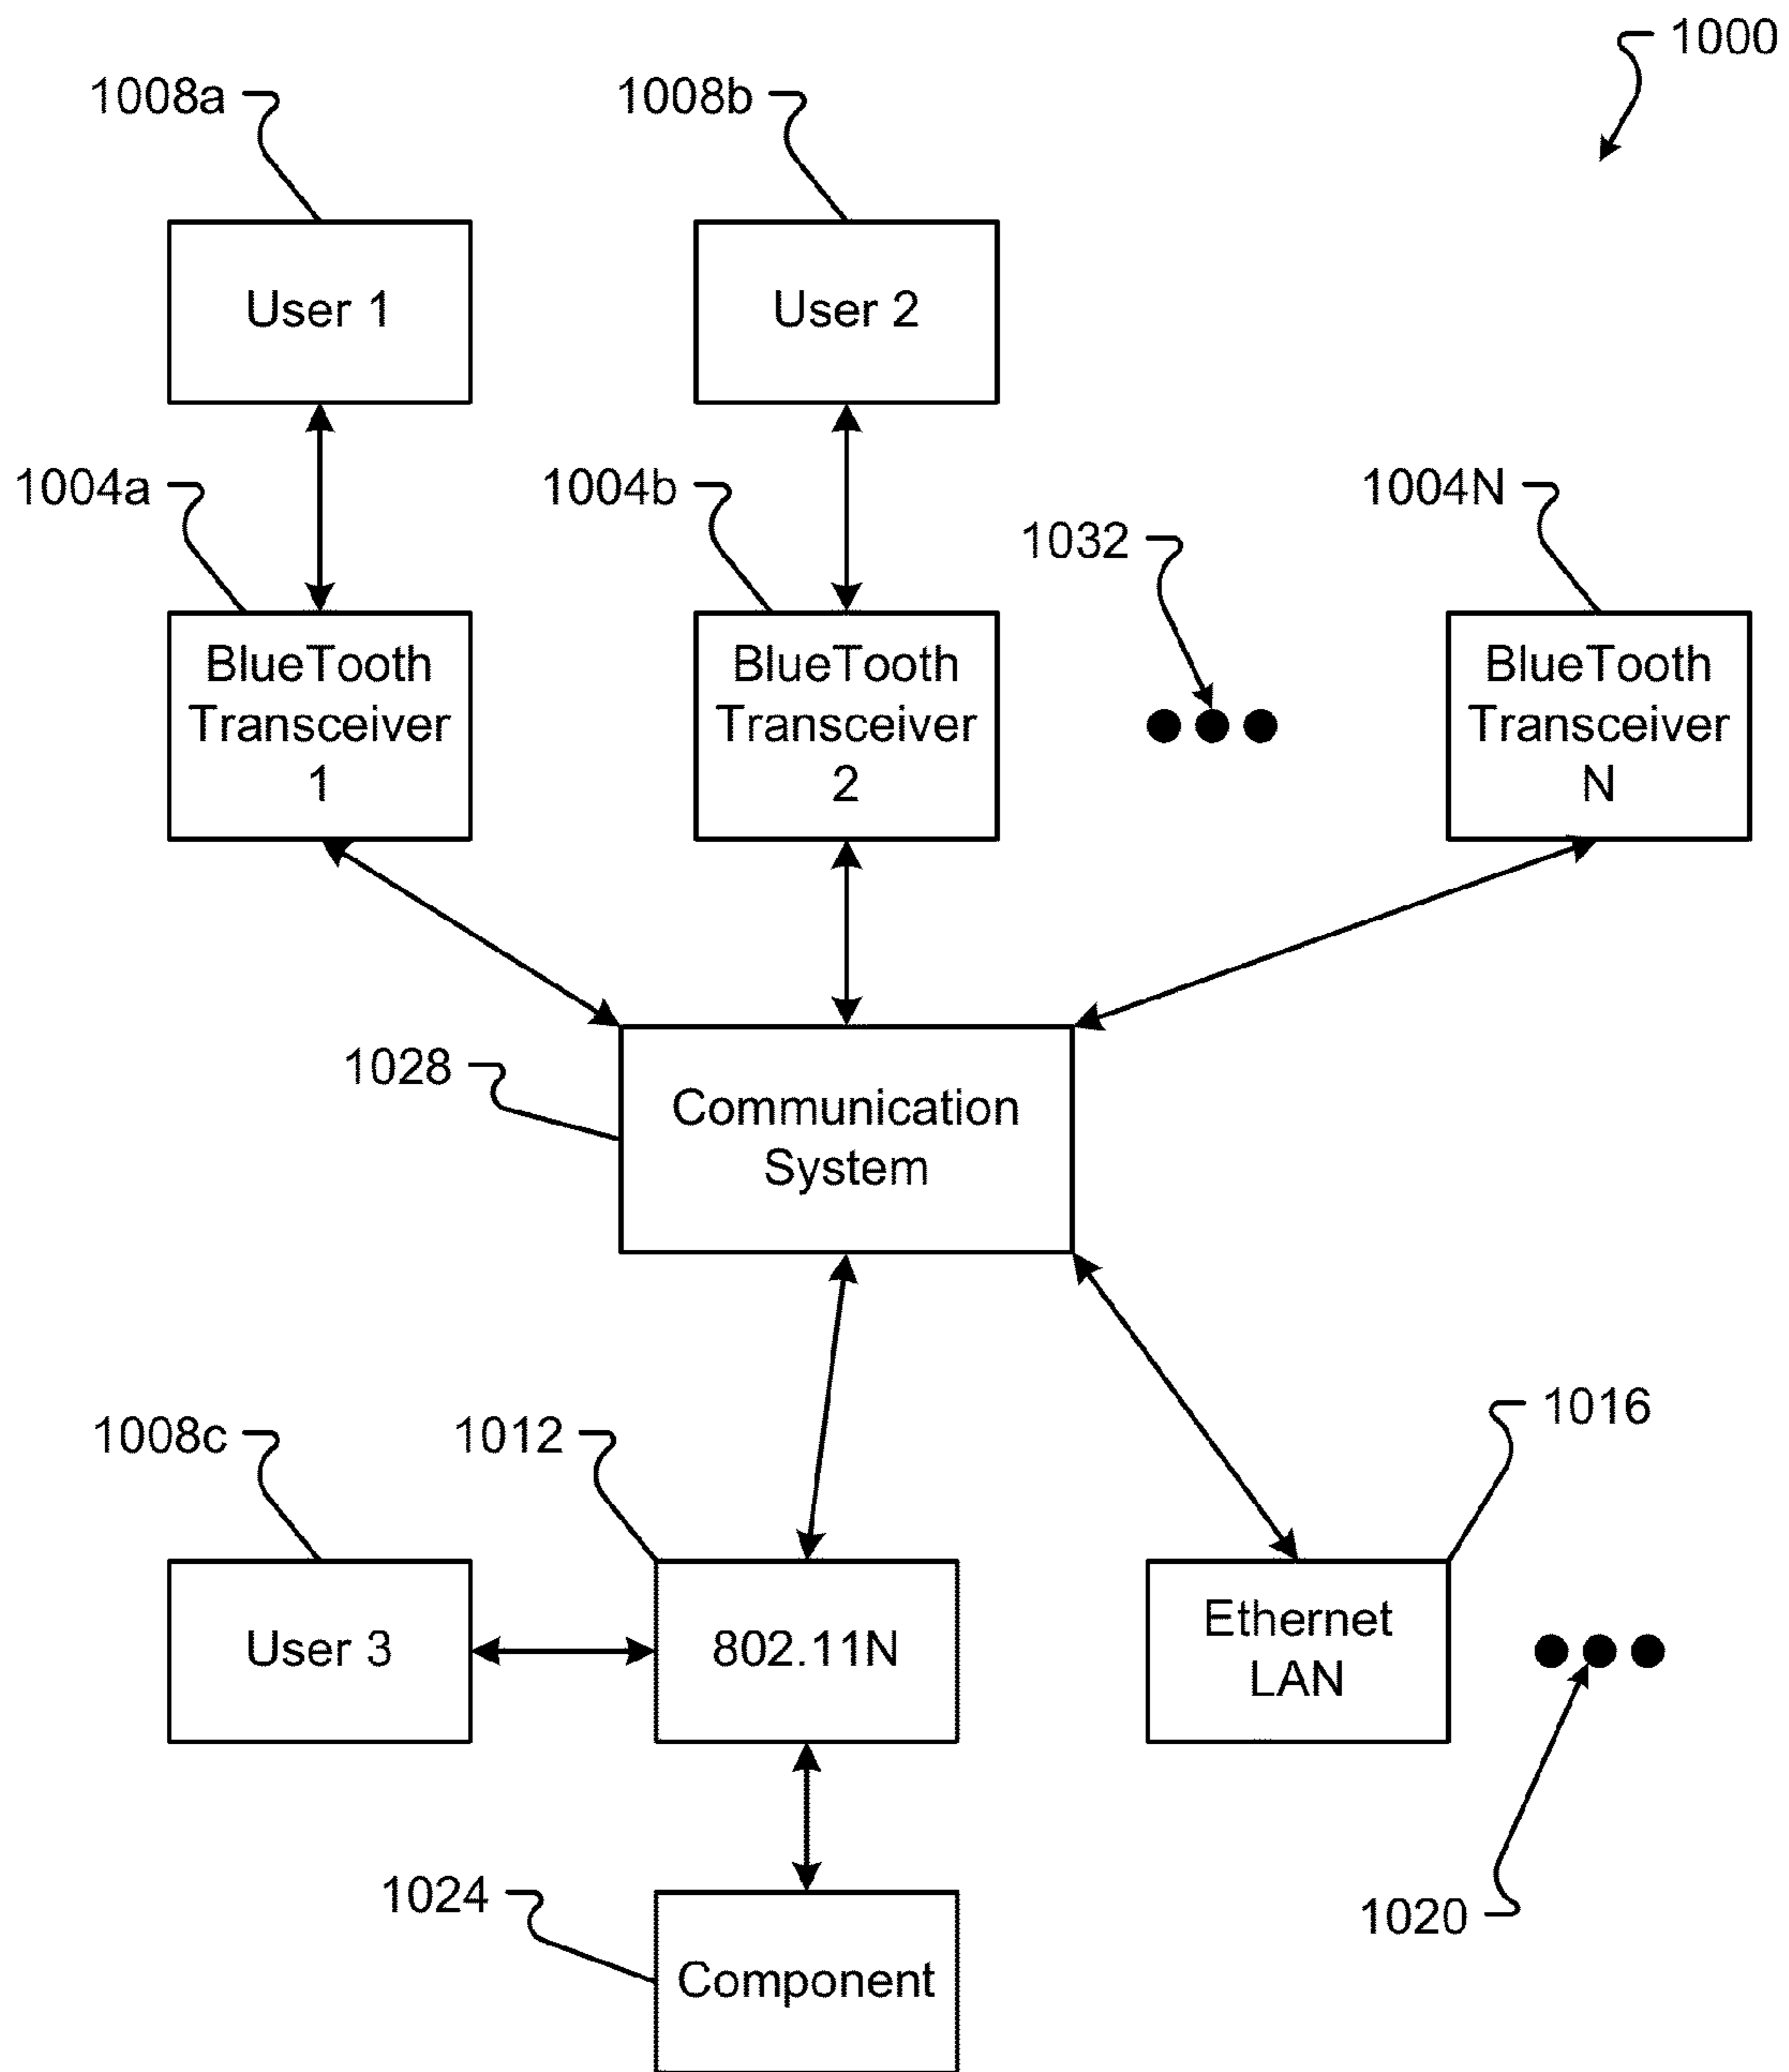 1000
1008a
1008b
User 1
User 2
1004a
1004b
1004N
1032
BlueTooth
Transceiver
1
BlueTooth
Transceiver
2
BlueTooth
Transceiver
N
1028
Communication
System
1008c
1012
1016
User 3
802.11N
Ethernet
LAN
1024
1020
Component